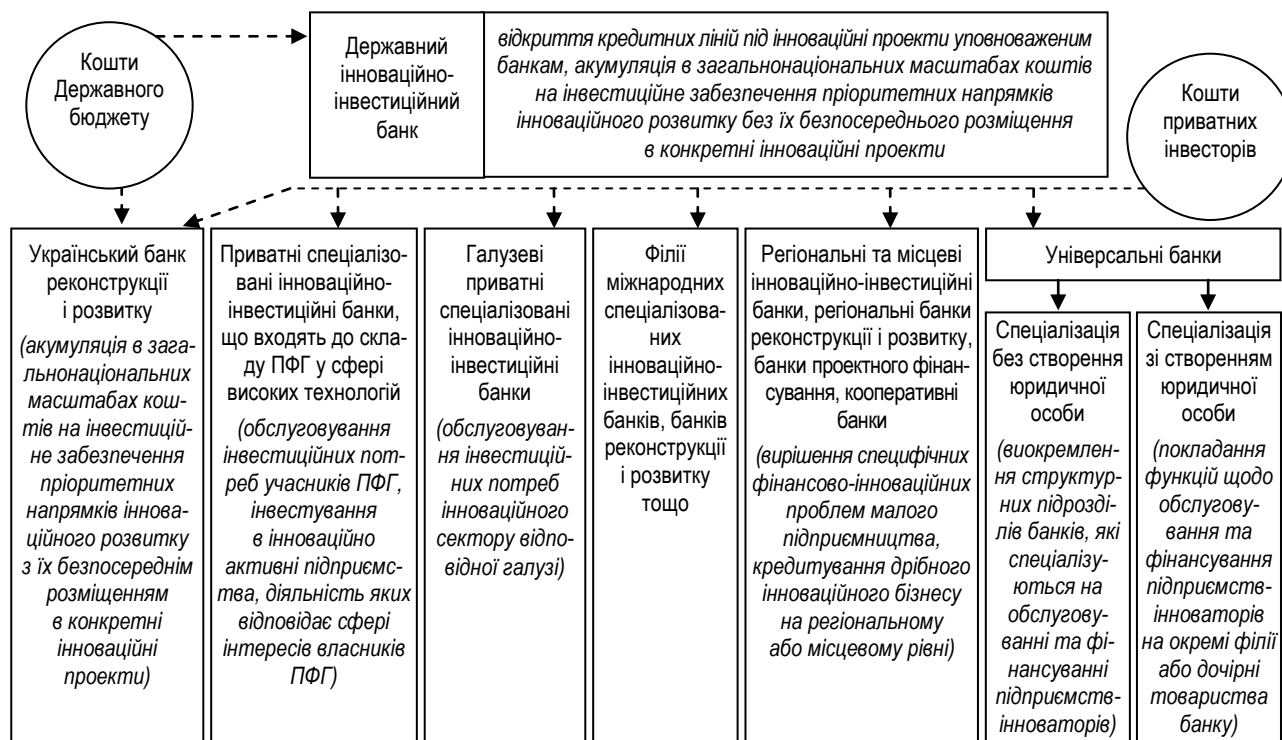 Кошти
Державного
бюджету
Державний
інноваційно-
інвестиційний
банк
відкриття кредитних ліній під інноваційні проекти уповноваженим
банкам, акумуляція в загальнонаціональних масштабах коштів
на інвестиційне забезпечення пріоритетних напрямків
інноваційного розвитку без їх безпосереднього розміщення
в конкретні інноваційні проекти
Кошти
приватних
інвесторів
Український банк
реконструкції
і розвитку
(акумуляція в зага-
льнонаціональних
масштабах кош-
тів на інвестицій-
не забезпечення
пріоритетних
напрямків іннова-
ційного розвитку
з їх безпосереднім
розміщенням
в конкретні
інноваційні
проекти)
Приватні спеціалізо-
вані інноваційно-
інвестиційні банки,
що входять до скла-
ду ПФГ у сфері
високих технологій
(обслуговування
інвестиційних пот-
реб учасників ПФГ,
інвестування
в інноваційно
активні підприємс-
тва, діяльність яких
відповідає сфері
інтересів власників
ПФГ)
Галузеві
приватні
спеціалізовані
інноваційно-
інвестиційні
банки
(обслуговуван-
ня інвестицій-
них потреб
інноваційного
сектору відпо-
відної галузі)
Філії
міжнародних
спеціалізова-
них
інноваційно-
інвестиційних
банків, банків
реконструкції
і розвитку
тощо
Регіональні та місцеві
інноваційно-інвестиційні
банки, регіональні банки
реконструкції і розвитку,
банки проектного фінан-
сування, кооперативні
банки
(вирішення специфічних
фінансово-інноваційних
проблем малого
підприємництва,
кредитування дрібного
інноваційного бізнесу
на регіональному
або місцевому рівні)
Універсальні банки
Спеціалізація
без створення
юридичної
особи
(виокремлен-
ня структур-
них підрозді-
лів банків, які
спеціалізу-
ються на
обслугову-
ванні та фі-
нансуванні
підприємств-
інноваторів)
Спеціалізація
зі створенням
юридичної
особи
(покладання
функцій щодо
обслугову-
вання та
фінансування
підприємств-
інноваторів
на окремі філії
або дочірні
товариства
банку)